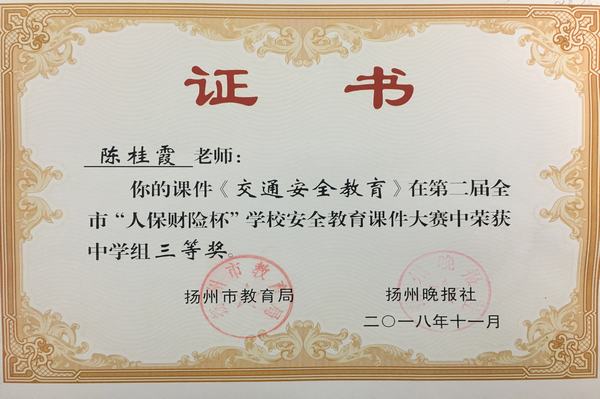 证书
陈桂霞 老师：
你的课件《交通安全教育》在第二届全
市“人保财险杯”学校安全教育课件大赛中荣获
中学组三等奖。
扬州市教育局
扬州晚报社
二〇一八年十一月